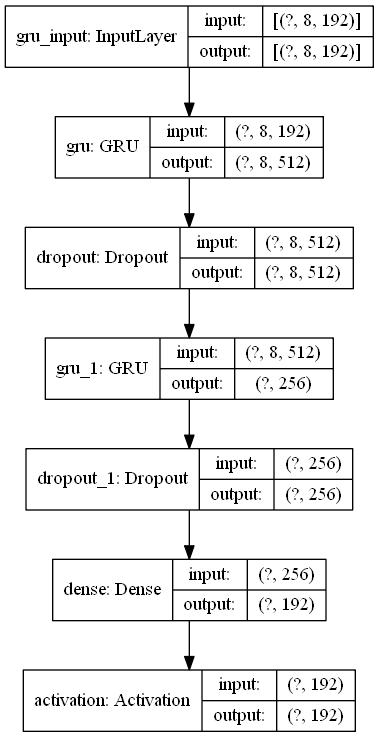 gru_input: InputLayer
input: [(?, 8, 192)]
output: [(?, 8, 192)]
gru: GRU
input: (?, 8, 192)
output: (?, 8, 512)
dropout: Dropout
input: (?, 8, 512)
output: (?, 8, 512)
gru_1: GRU
input: (?, 8, 512)
output: (?, 256)
dropout_1: Dropout
input: (?, 256)
output: (?, 256)
dense: Dense
input: (?, 256)
output: (?, 192)
activation: Activation
input: (?, 192)
output: (?, 192)